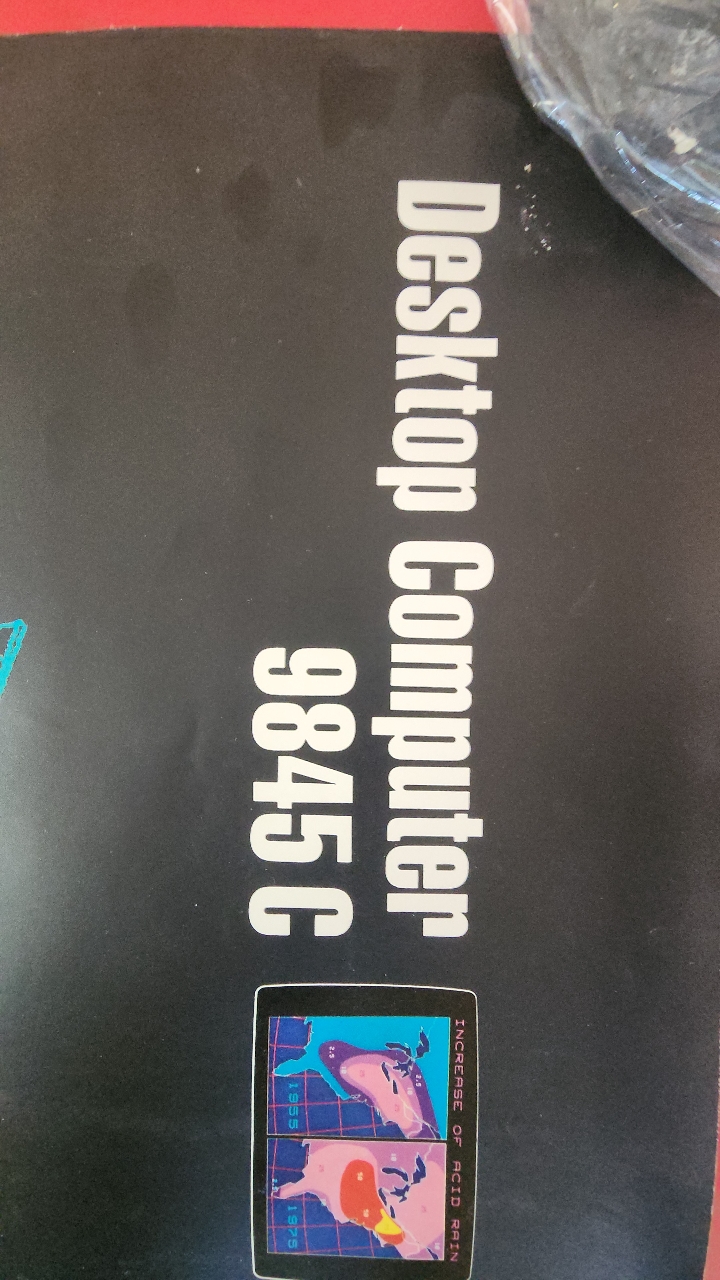 Desktop Computer
9845 C
INCREASE OF ACID RAIN
1955
1975